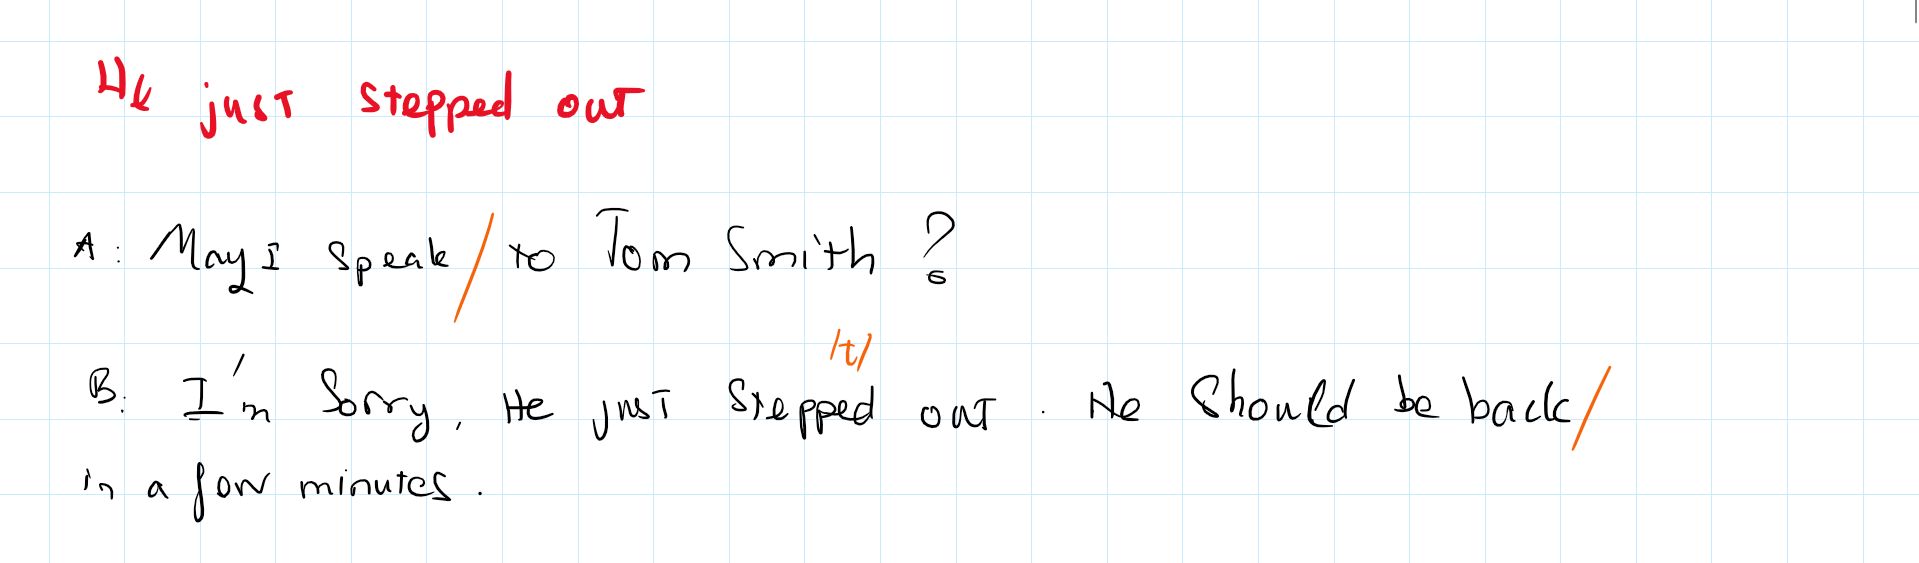 He just stepped out
A: May I speak / to Tom Smith ?
/t/
B: I'm Sorry, He just stepped out. He should be back /
in a few minutes.